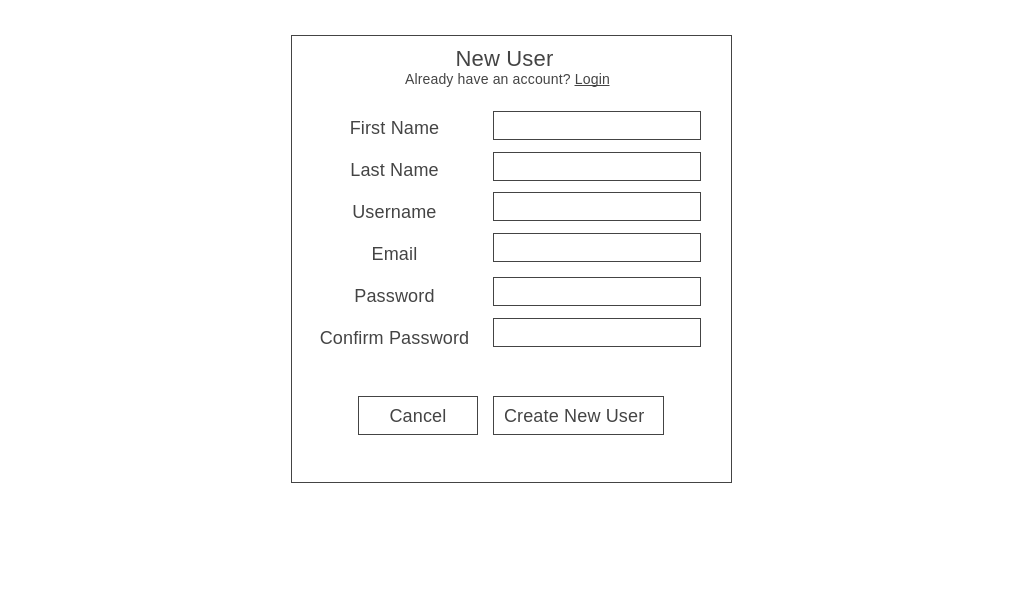 New User
Already have an account? Login
First Name
Last Name
Username
Email
Password
Confirm Password
Cancel
Create New User